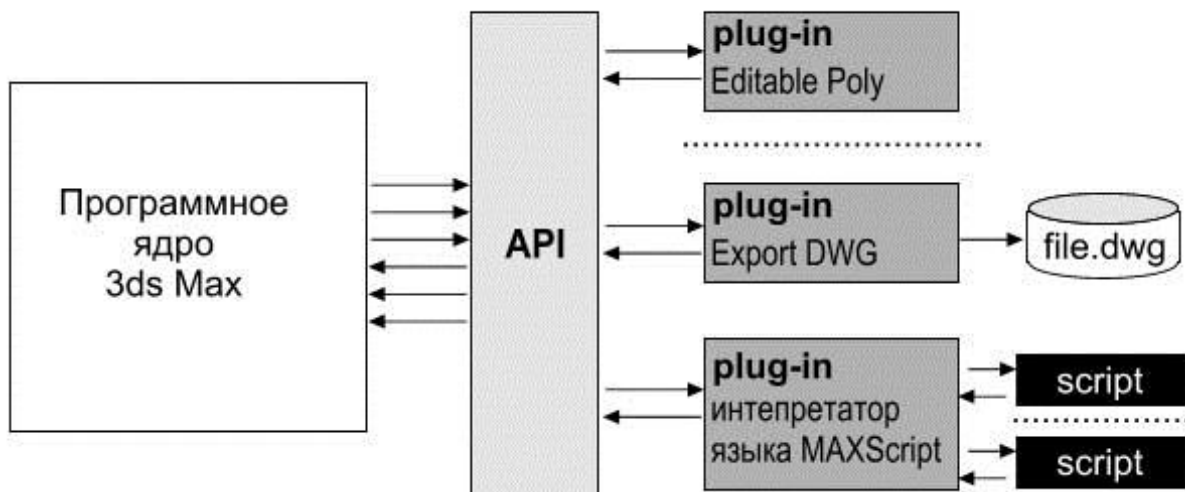 Программное
ядро
3ds Max
API
plug-in
Editable Poly
plug-in
Export DWG
file.dwg
plug-in
интепретатор
языка MAXScript
script
script